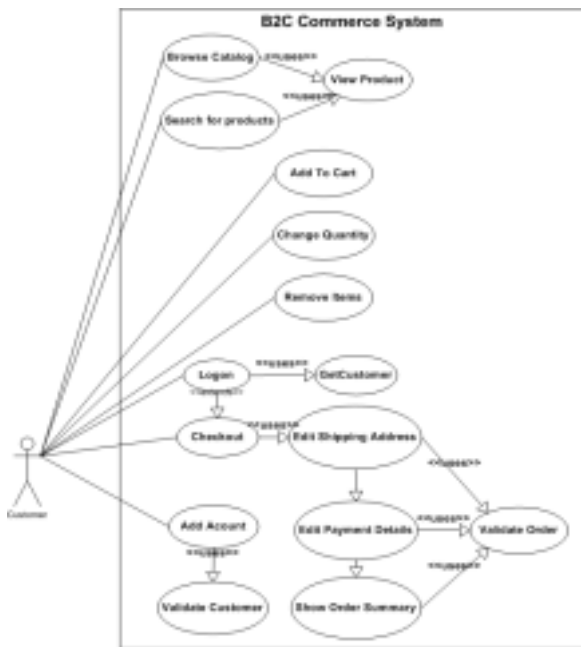 B2C Commerce System
Browse Catalog
<<uses>>
View Product
<<uses>>
Search for products
Add To Cart
Change Quantity
Remove Items
Logon
<<uses>>
GetCustomer
Checkout
<<uses>>
Edit Shipping Address
<<uses>>
Customer
Add Acount
<<uses>>
Edit Payment Details
<<uses>>
Validate Order
<<uses>>
Validate Customer
Show Order Summary